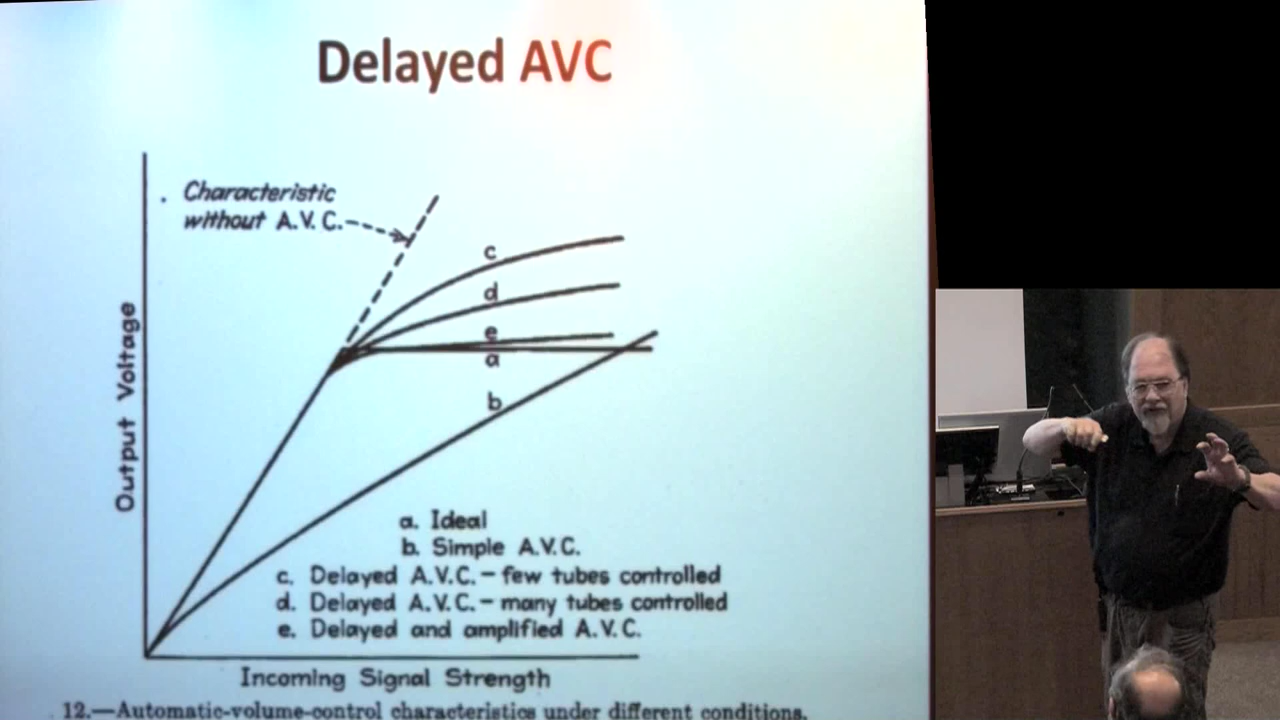 Delayed AVC
Characteristic
without A.V.C.
c
d
e
a
b
Output Voltage
a. Ideal
b. Simple A.V.C.
c. Delayed A.V.C. – few tubes controlled
d. Delayed A.V.C. – many tubes controlled
e. Delayed and amplified A.V.C.
Incoming Signal Strength
12.—Automatic-volume-control characteristics under different conditions.